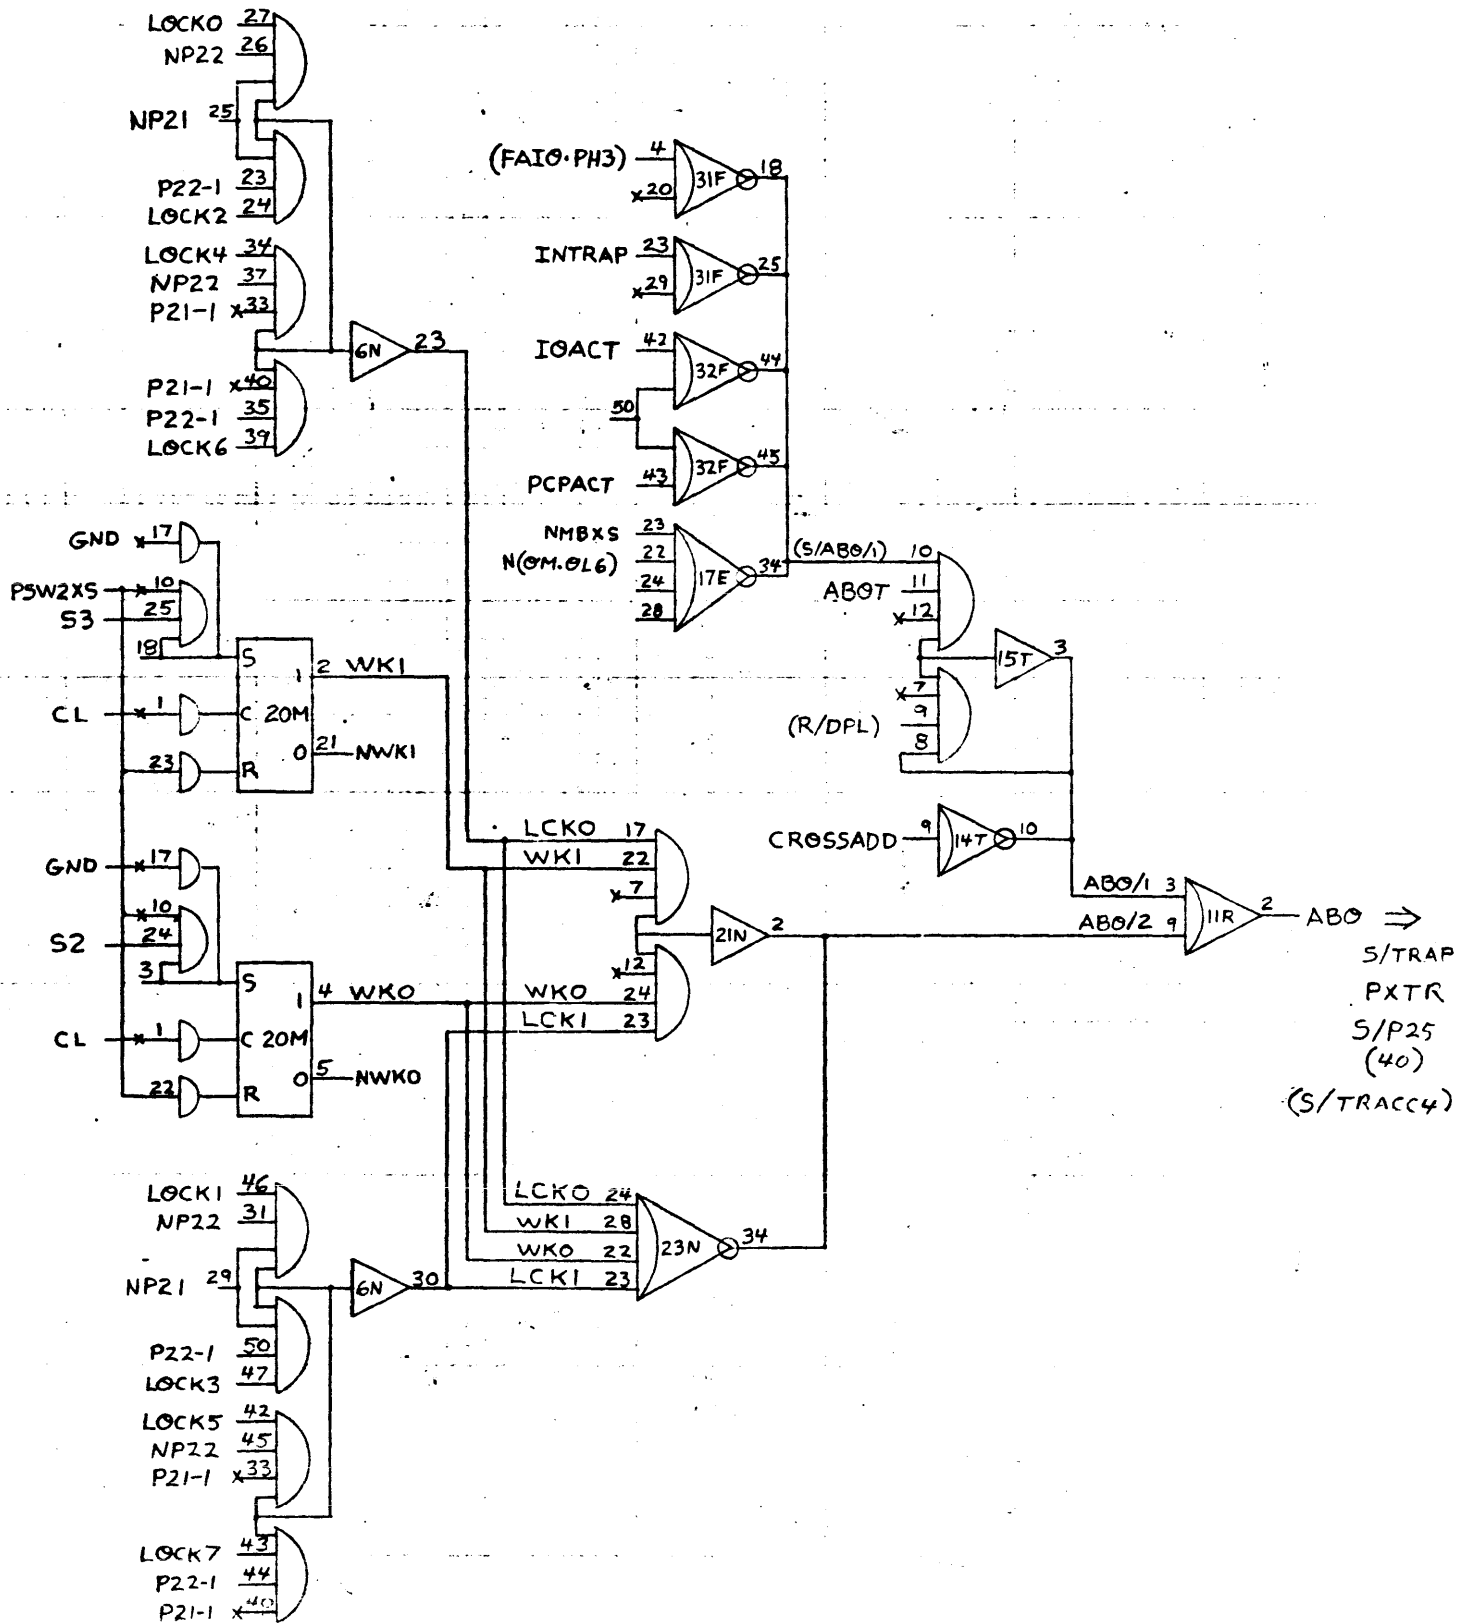 LOCK0 27
NP22 26
NP21 25
P22-1 23
LOCK2 24
LOCK4 34
NP22 37
P21-1 x33
6N 23
P21-1 x40
P22-1 35
LOCK6 39
(FAIO·PH3) 4
31F 18
x20
INTRAP 23
31F 25
x29
IOACT 42
32F 44
50
32F 45
PCPACT 43
NMBXS 23
N(OM.OL6) 22
24
28
17E 34
(S/ABO/1) 10
ABOT 11
x12
15T 3
x7
(R/DPL) 9
8
CROSSADD 9
14T 10
GND x17
PSW2XS x10
S3 25
18 S
1 2 WK1
CL x1 C 20M
0 21 NWK1
23 R
GND x17
x10
S2 24
3 S
1 4 WK0
CL x1 C 20M
0 5 NWK0
22 R
LCKO 17
WK1 22
x7
21N 2
x12
WKO 24
LCK1 23
ABO/1 3
ABO/2 9
11R 2 ABO ⇒
S/TRAP
PXTR
S/P25
(40)
(S/TRACC4)
LOCK1 46
NP22 31
NP21 29
6N 30
P22-1 50
LOCK3 47
LOCK5 42
NP22 45
P21-1 x33
LOCK7 43
P22-1 44
P21-1 x40
LCKO 24
WK1 28
WKO 22
LCK1 23
23N 34